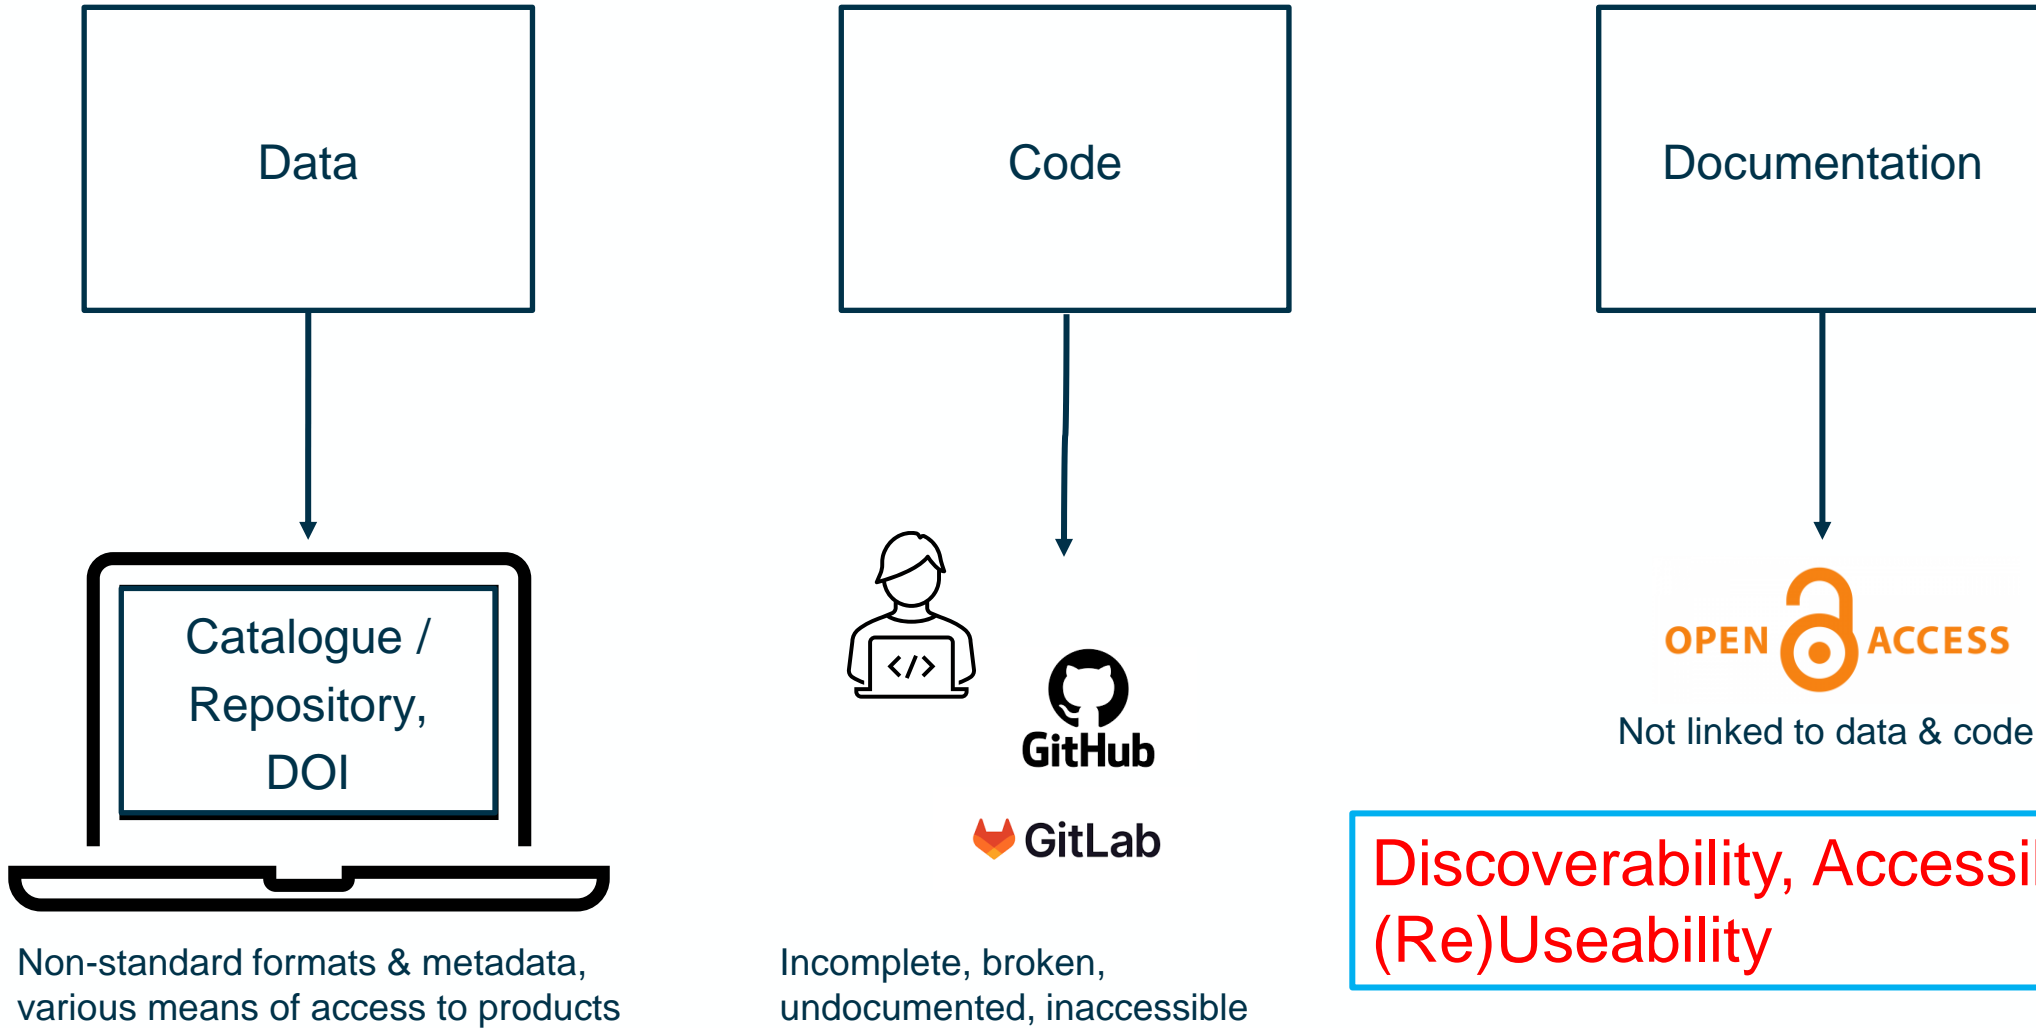 Data
Code
Documentation
Catalogue /
Repository,
DOI
</>
GitHub
GitLab
OPEN ACCESS
Not linked to data & code
Discoverability,
(Re)Useability
Non-standard formats & metadata,
various means of access to products
Incomplete, broken,
undocumented, inaccessible